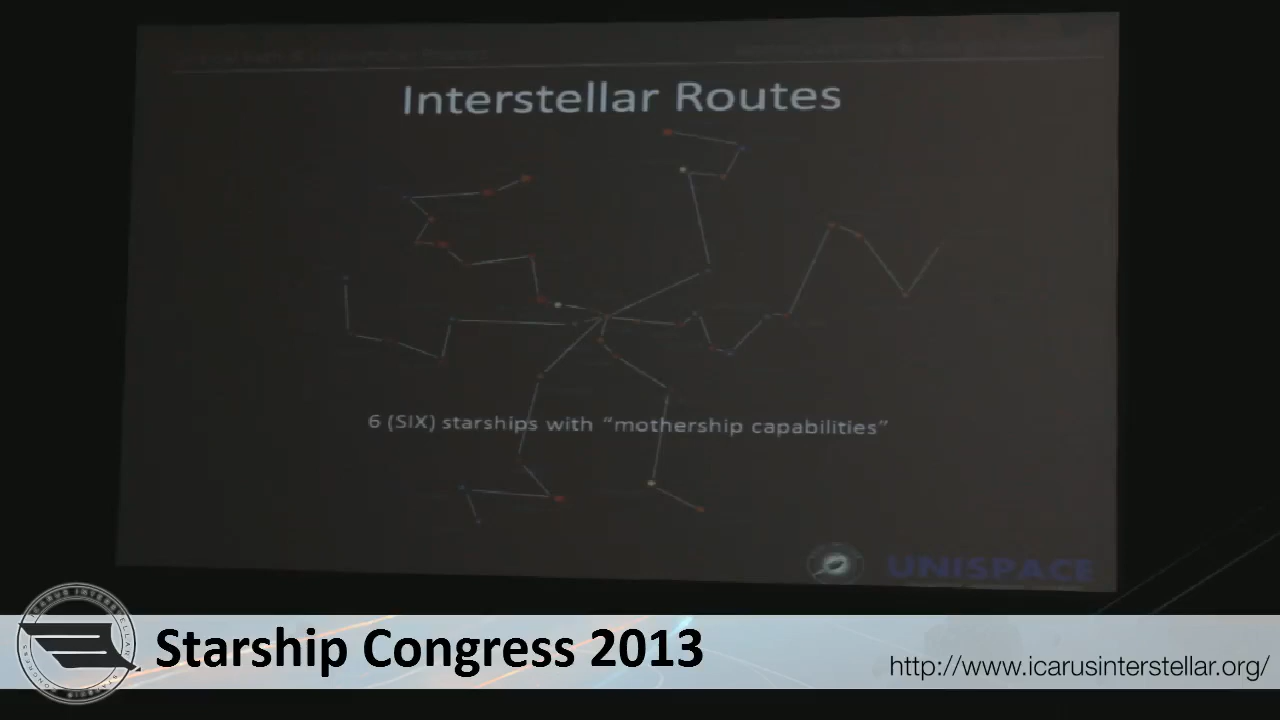 Interstellar Routes
6 (SIX) starships with “mothership capabilities”
UNISPACE
Starship Congress 2013
http://www.icarusinterstellar.org/